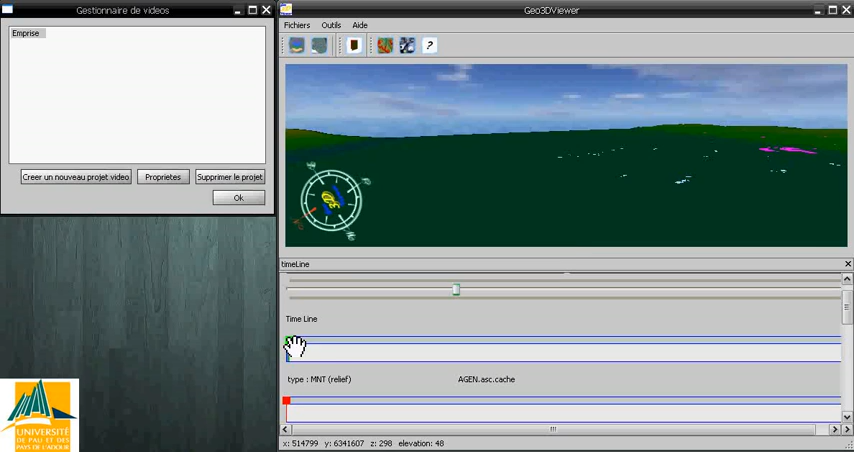 Gestionnaire de videos
Emprise
Creer un nouveau projet video
Proprietes
Supprimer le projet
Ok
UNIVERSITÉ
DE PAU ET DES
PAYS DE L'ADOUR
Geo3DViewer
Fichiers Outils Aide
?
timeLine
Time Line
type : MNT (relief) AGEN.asc.cache
x: 514799 y: 6341607 z: 298 elevation: 48